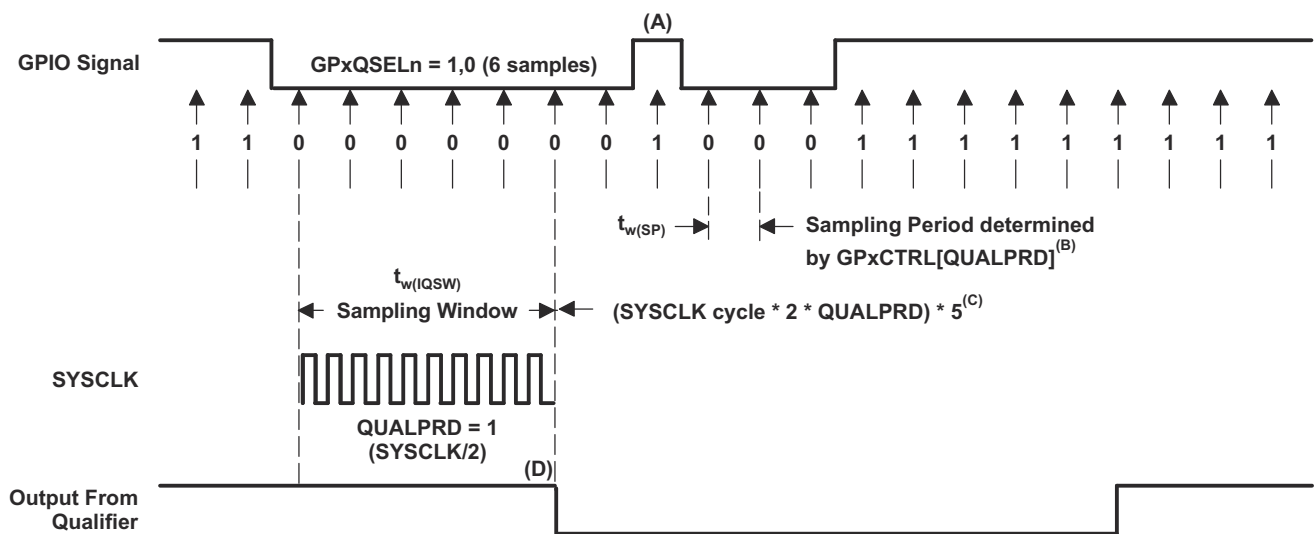 (A)
GPIO Signal
GPxQSELn = 1,0 (6 samples)
1 1 0 0 0 0 0 0 0 1 0 0 0 1 1 1 1 1 1 1 1 1
tw(SP)
Sampling Period determined
by GPxCTRL[QUALPRD](B)
tw(IQSW)
Sampling Window
(SYSCLK cycle * 2 * QUALPRD) * 5(C)
SYSCLK
QUALPRD = 1
(SYSCLK/2)
(D)
Output From
Qualifier